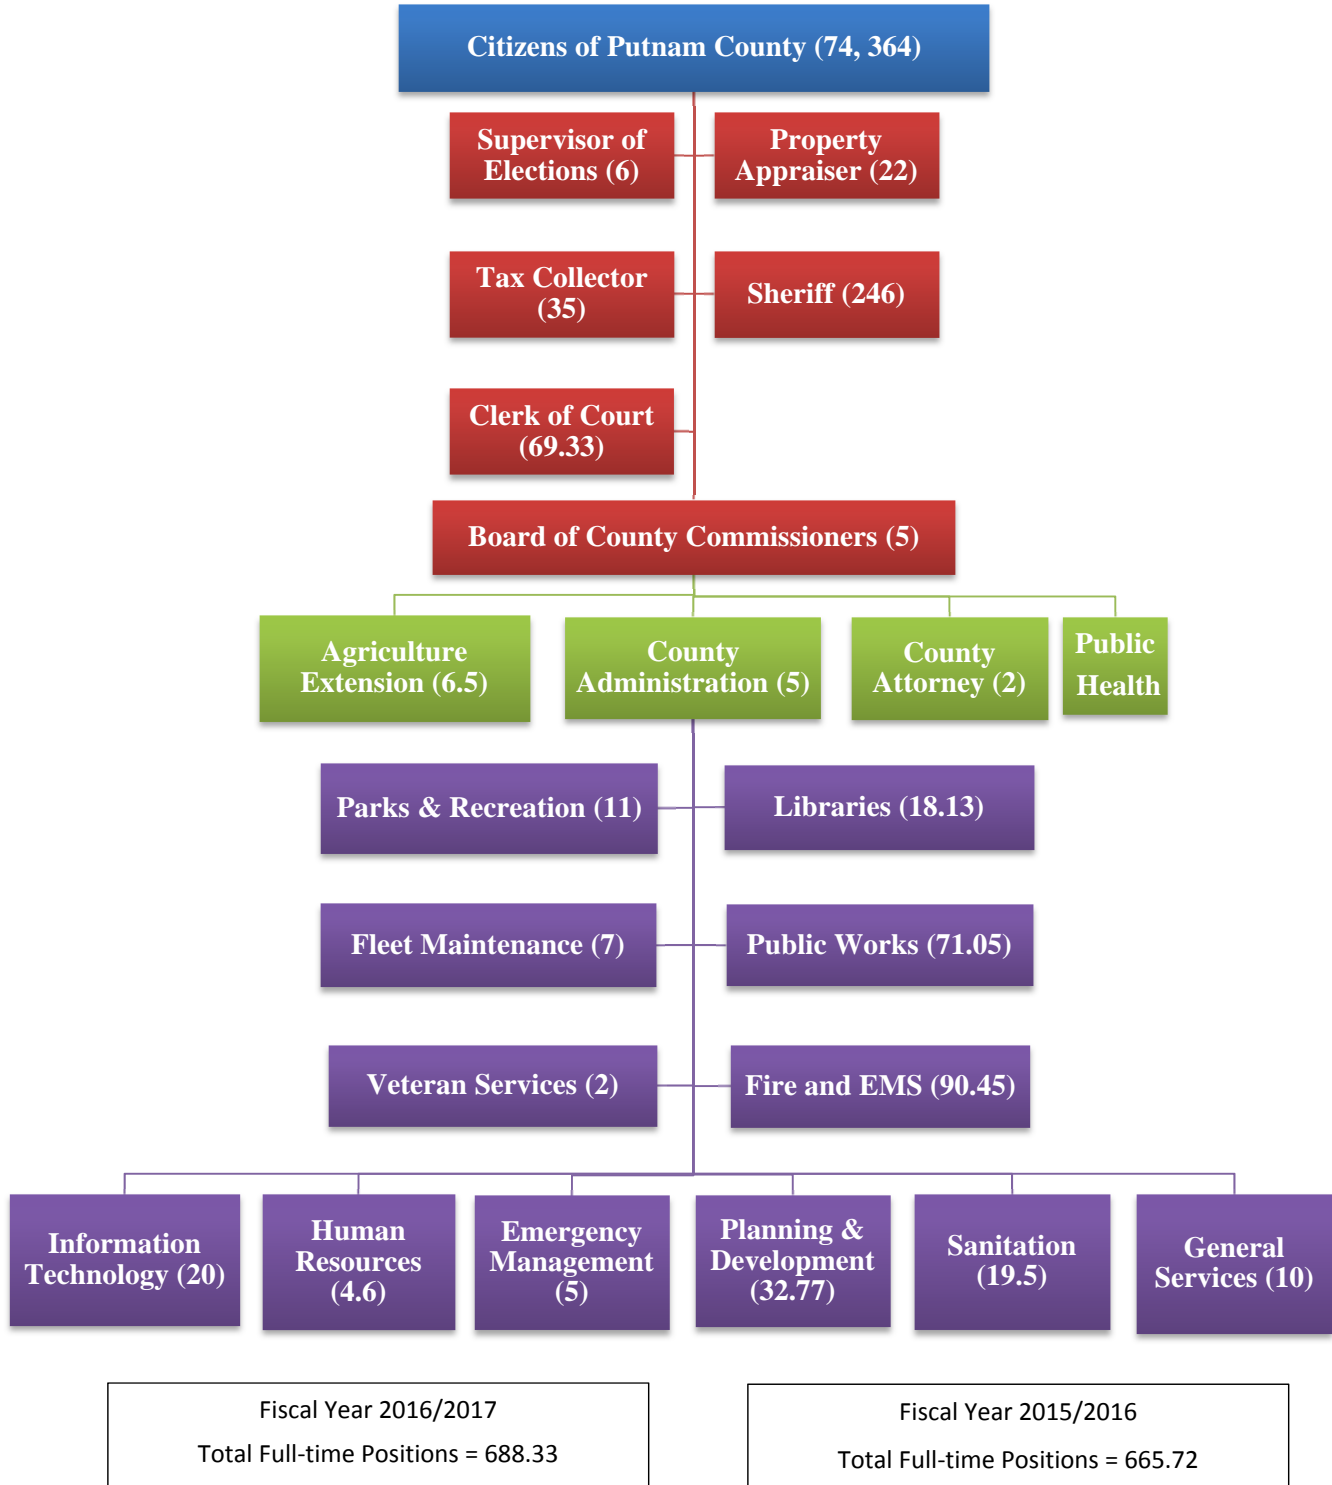 Citizens of Putnam County (74, 364)
Supervisor of
Elections (6)
Property
Appraiser (22)
Tax Collector
(35)
Sheriff (246)
Clerk of Court
(69.33)
Board of County Commissioners (5)
Agriculture
Extension (6.5)
County
Administration (5)
County
Attorney (2)
Public
Health
Parks & Recreation (11)
Libraries (18.13)
Fleet Maintenance (7)
Public Works (71.05)
Veteran Services (2)
Fire and EMS (90.45)
Information
Technology (20)
Human
Resources
(4.6)
Emergency
Management
(5)
Planning &
Development
(32.77)
Sanitation
(19.5)
General
Services (10)
Fiscal Year 2016/2017
Total Full-time Positions = 688.33
Fiscal Year 2015/2016
Total Full-time Positions = 665.72